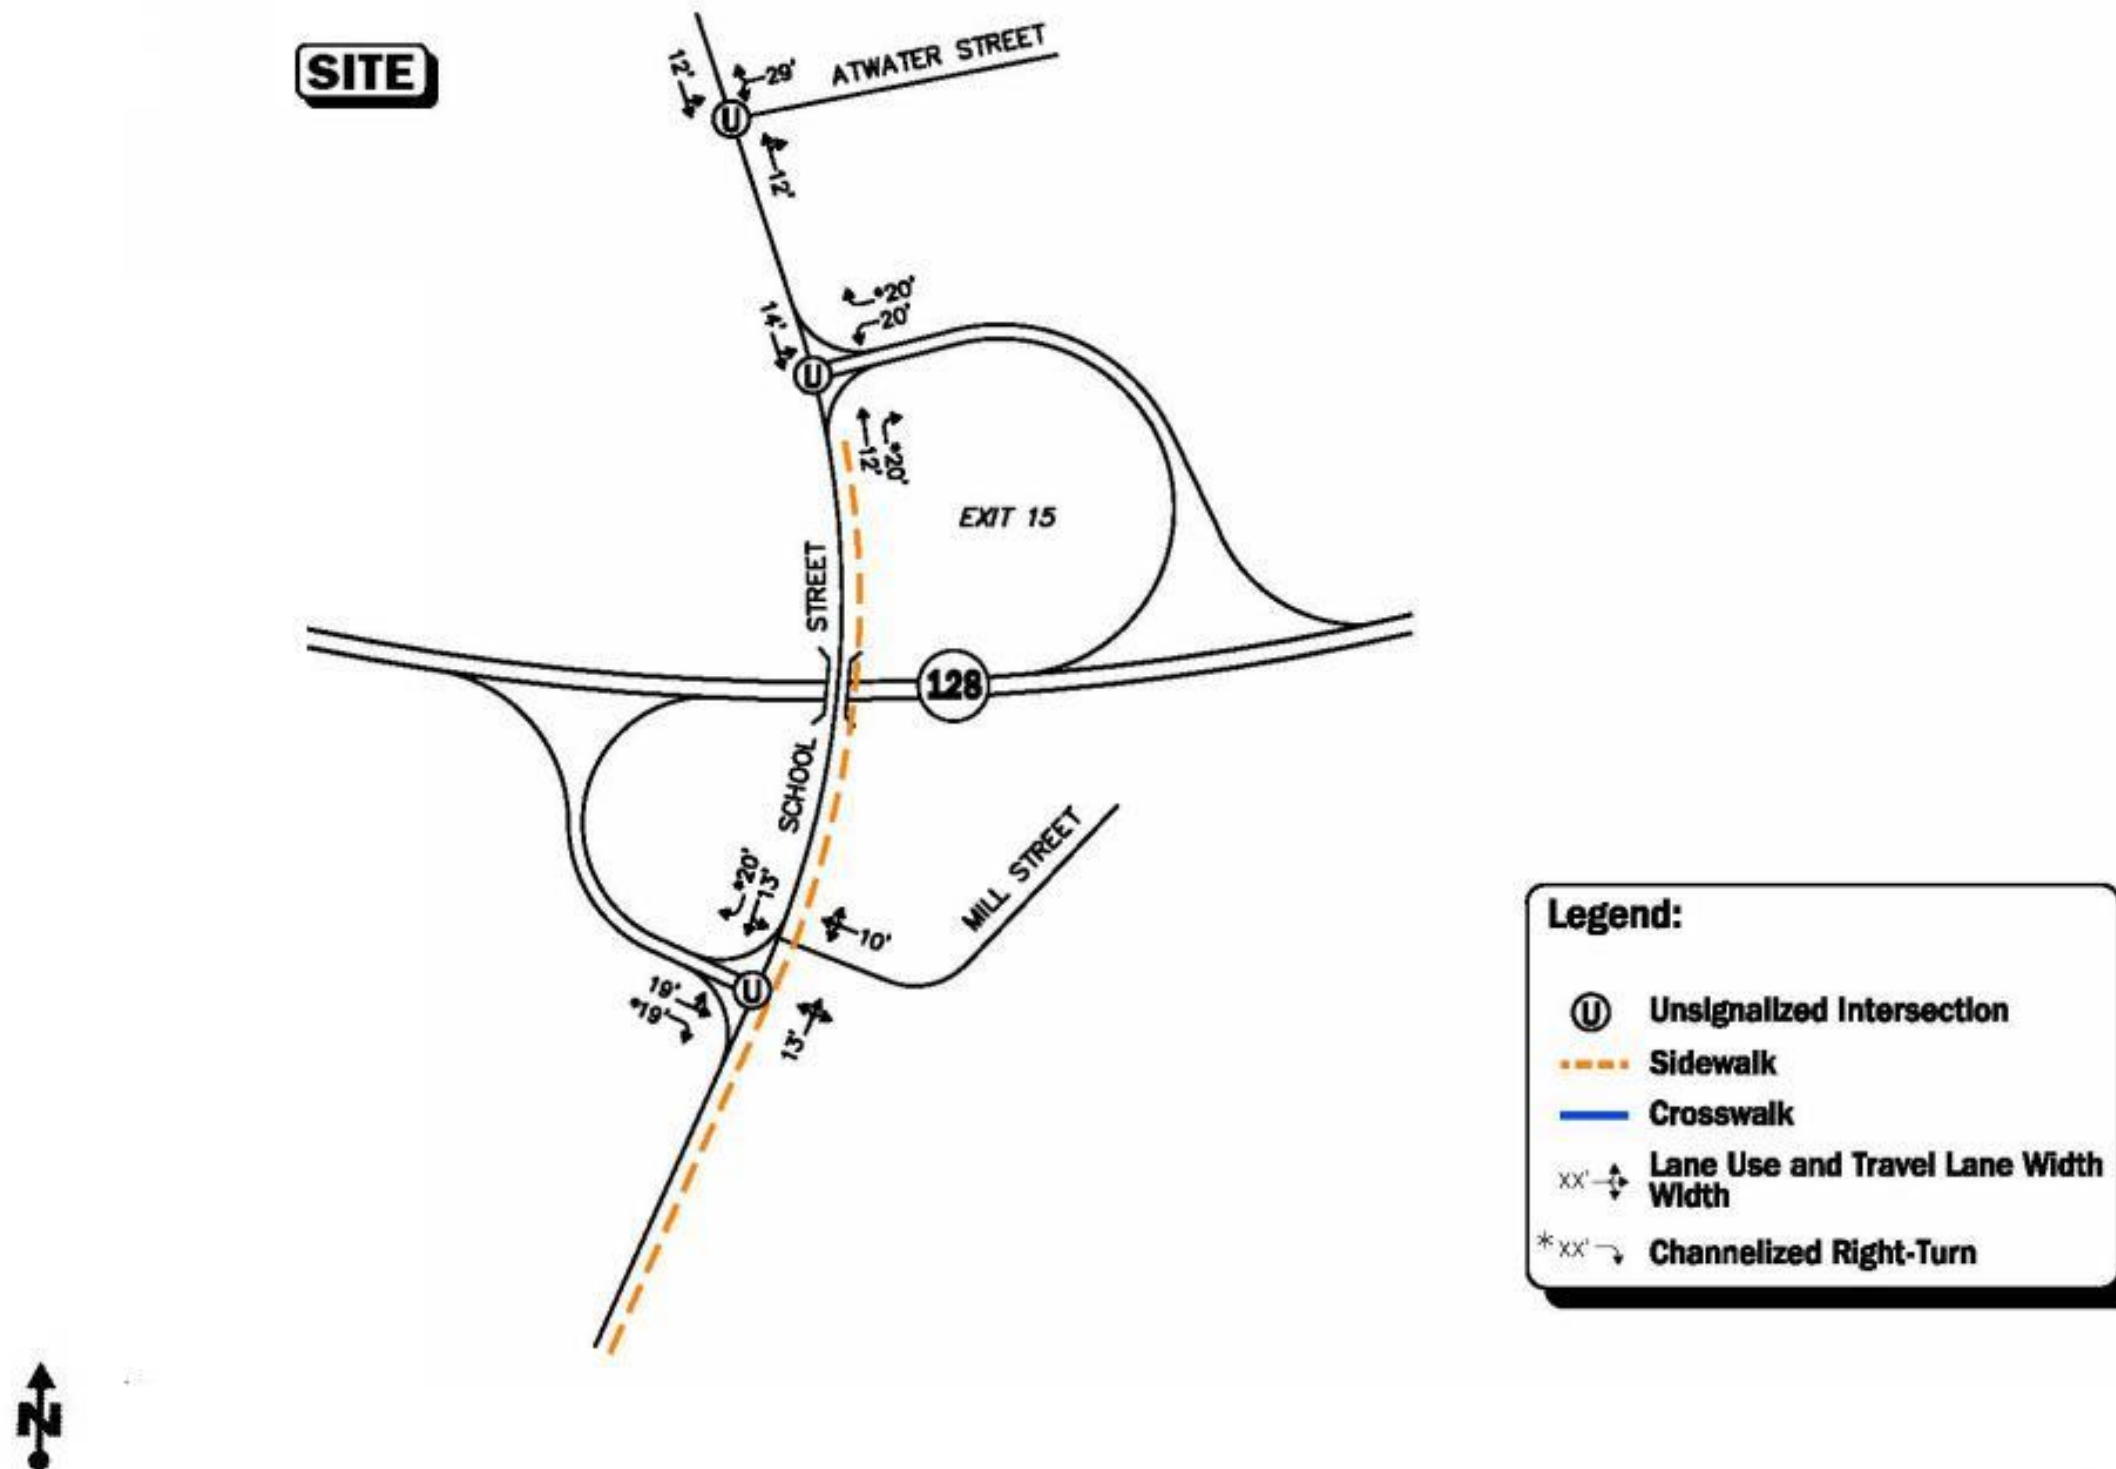 SITE
ATWATER STREET
12'
29'
U
12'
*20'
20'
14'
U
12'
*20'
EXIT 15
STREET
128
SCHOOL
MILL STREET
*20'
13'
10'
19'
*19'
U
13'
Legend:
U Unsignalized Intersection
Sidewalk
Crosswalk
xx' Lane Use and Travel Lane Width
Width
*xx' Channelized Right-Turn
N